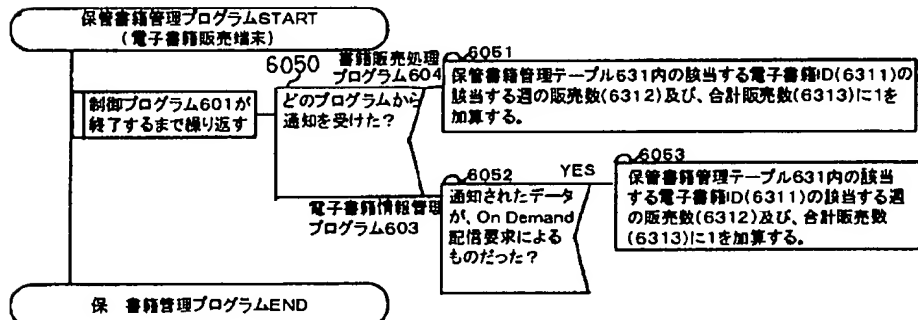 保管書籍管理プログラムSTART
(電子書籍販売端末)
制御プログラム601が
終了するまで繰り返す
6050
どのプログラムから
通知を受けた?
書籍販売処理
プログラム604
6051
保管書籍管理テーブル631内の該当する電子書籍ID(6311)の
該当する週の販売数(6312)及び、合計販売数(6313)に1を
加算する。
電子書籍情報管理
プログラム603
6052
通知されたデータ
が、On Demand
配信要求による
ものだった?
YES
6053
保管書籍管理テーブル631内の該当
する電子書籍ID(6311)の該当する週
の販売数(6312)及び、合計販売数
(6313)に1を加算する。
保 書籍管理プログラムEND